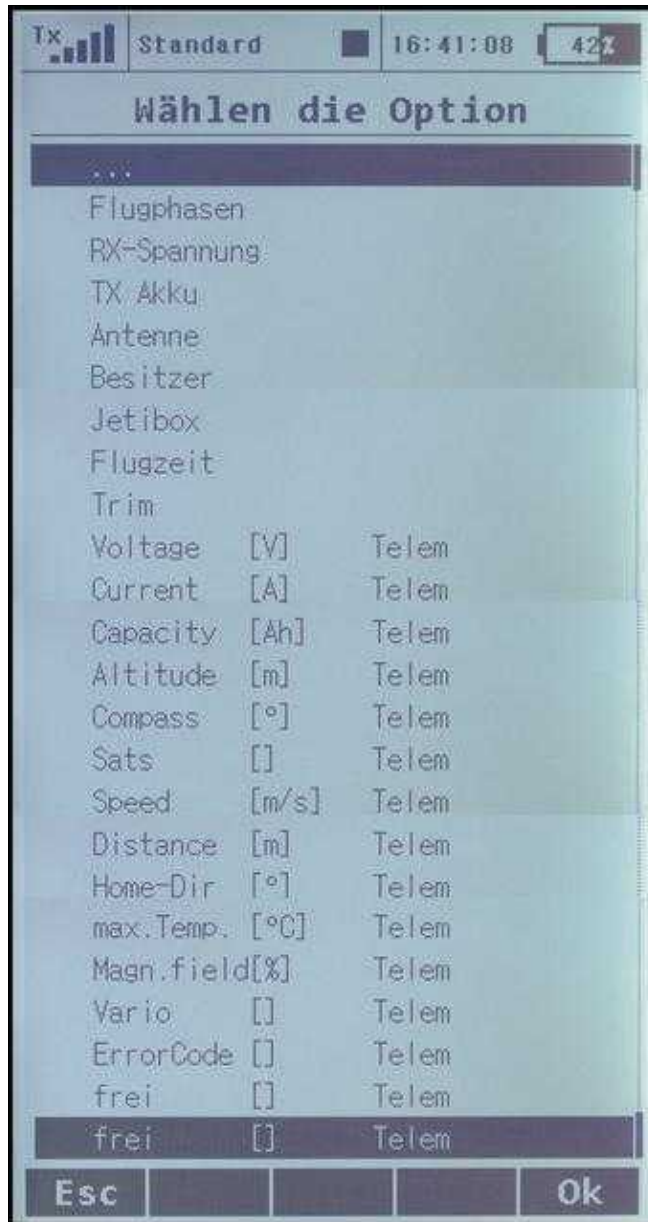 Tx Standard 16:41:08 42%
Wählen die Option
...
Flugphasen
RX-Spannung
TX Akku
Antenne
Besitzer
Jetibox
Flugzeit
Trim
Voltage [V] Telem
Current [A] Telem
Capacity [Ah] Telem
Altitude [m] Telem
Compass [°] Telem
Sats [] Telem
Speed [m/s] Telem
Distance [m] Telem
Home-Dir [°] Telem
max.Temp. [°C] Telem
Magn.field[%] Telem
Vario [] Telem
ErrorCode [] Telem
frei [] Telem
frei [] Telem
Esc Ok